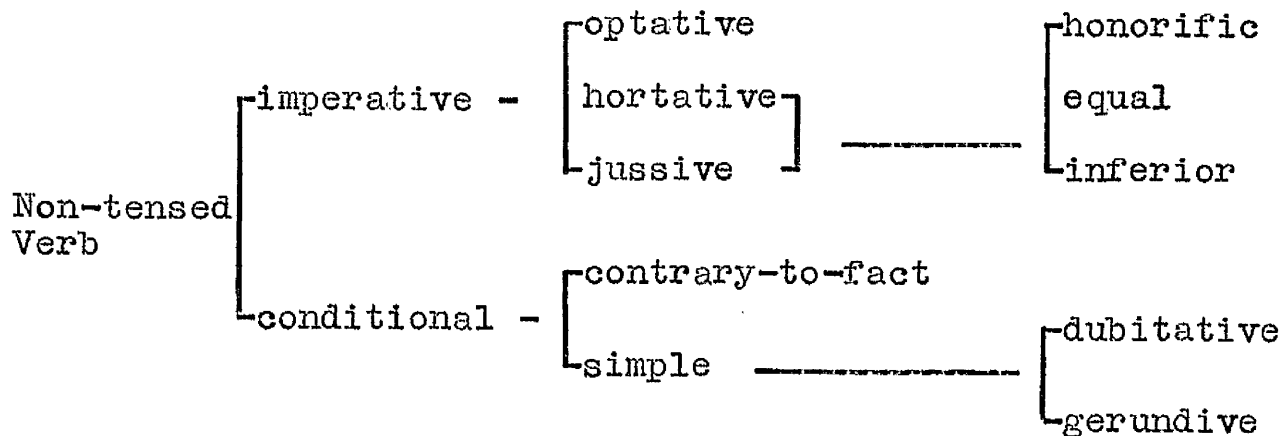 optative honorific
imperative - hortative equal
jussive inferior
Non-tensed
Verb
contrary-to-fact
conditional - dubitative
simple
gerundive